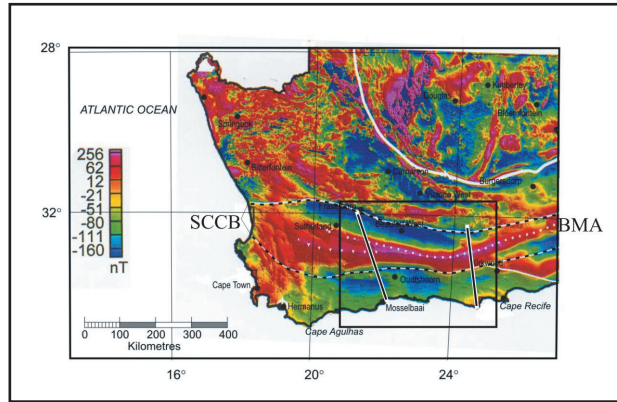 28°
ATLANTIC OCEAN
Kimberley
Springbok
Bloemfontein
256
62
12
-21
-51
-80
-111
-160
nT
Bitterfontein
Carnarvon
Burgersdorp
32°
SCCB
BMA
Sutherland
Oudtshoorn
Cape Town
Hermanus
Mosselbaai
Cape Recife
Cape Agulhas
0 100 200 300 400
Kilometres
16° 20° 24°